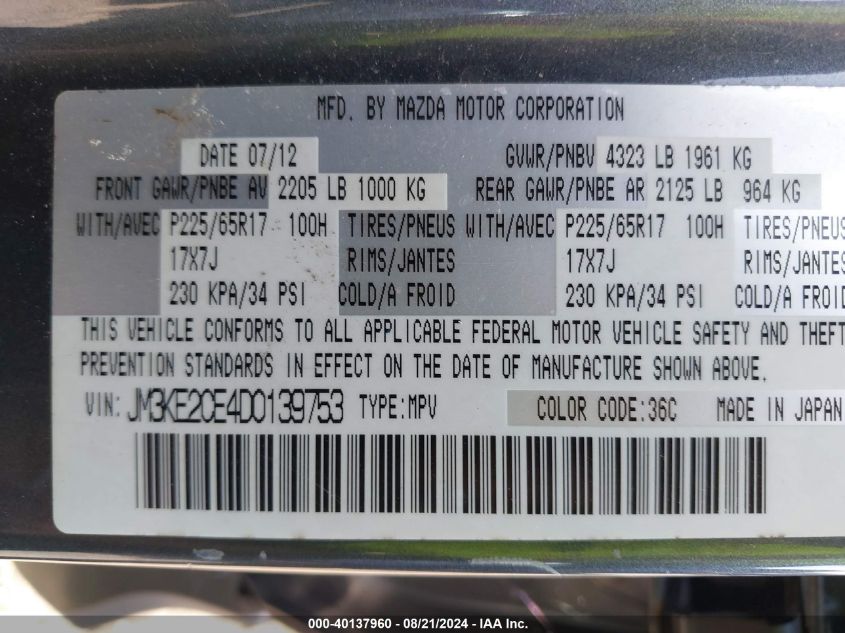 MFD. BY MAZDA MOTOR CORPORATION
DATE 07/12 GVWR/PNBV 4323 LB 1961 KG
FRONT GAWR/PNBE AV 2205 LB 1000 KG REAR GAWR/PNBE AR 2125 LB 964 KG
WITH/AVEC P225/65R17 100H TIRES/PNEUS WITH/AVEC P225/65R17 100H TIRES/PNEUS
17X7J RIMS/JANTES 17X7J RIMS/JANTES
230 KPA/34 PSI COLD/A FROID 230 KPA/34 PSI COLD/A FROID
THIS VEHICLE CONFORMS TO ALL APPLICABLE FEDERAL MOTOR VEHICLE SAFETY AND THEFT
PREVENTION STANDARDS IN EFFECT ON THE DATE OF MANUFACTURE SHOWN ABOVE.
VIN: JM3KE2CE4D0139753 TYPE:MPV COLOR CODE:36C MADE IN JAPAN
000-40137960 - 08/21/2024 - IAA Inc.